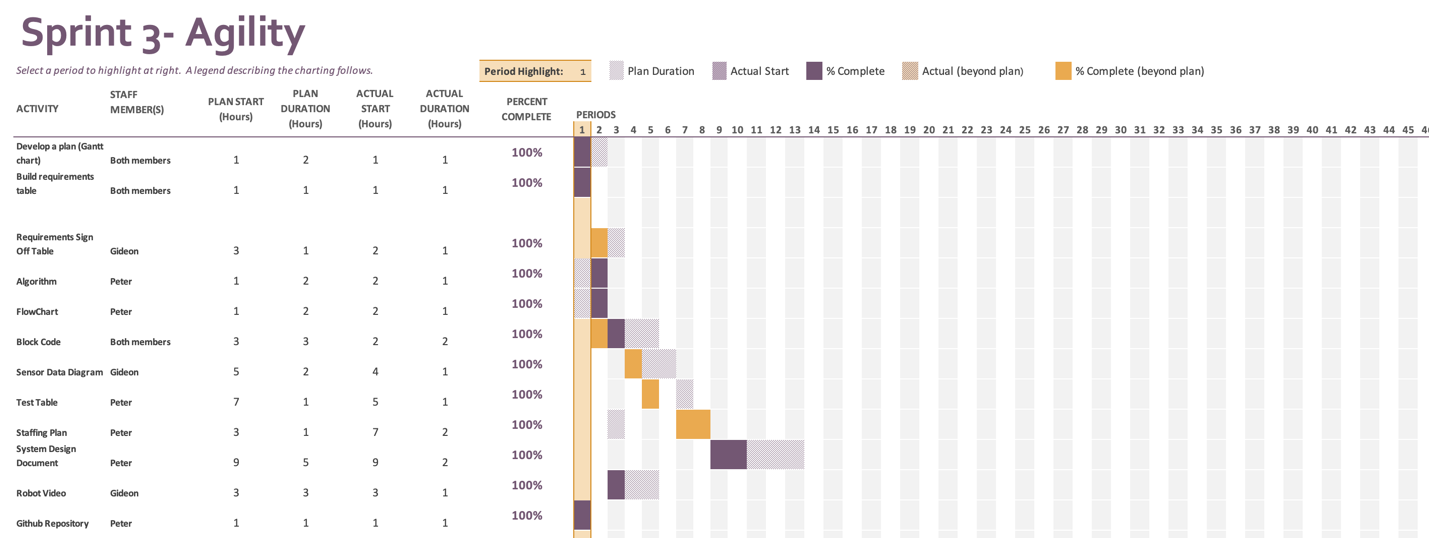 Sprint 3- Agility
Select a period to highlight at right. A legend describing the charting follows.
Period Highlight: 1
Plan Duration
Actual Start
% Complete
Actual (beyond plan)
% Complete (beyond plan)
ACTIVITY
STAFF
MEMBER(S)
PLAN START
(Hours)
PLAN
DURATION
(Hours)
ACTUAL
START
(Hours)
ACTUAL
DURATION
(Hours)
PERCENT
COMPLETE
PERIODS
1 2 3 4 5 6 7 8 9 10 11 12 13 14 15 16 17 18 19 20 21 22 23 24 25 26 27 28 29 30 31 32 33 34 35 36 37 38 39 40 41 42 43 44 45
Develop a plan (Gantt
chart) Both members 1 2 1 1 100%
Build requirements
table Both members 1 1 1 1 100%
Requirements Sign
Off Table Gideon 3 1 2 1 100%
Algorithm Peter 1 2 2 1 100%
FlowChart Peter 1 2 2 1 100%
Block Code Both members 3 3 2 2 100%
Sensor Data Diagram Gideon 5 2 4 1 100%
Test Table Peter 7 1 5 1 100%
Staffing Plan Peter 3 1 7 2 100%
System Design
Document Peter 9 5 9 2 100%
Robot Video Gideon 3 3 3 1 100%
Github Repository Peter 1 1 1 1 100%